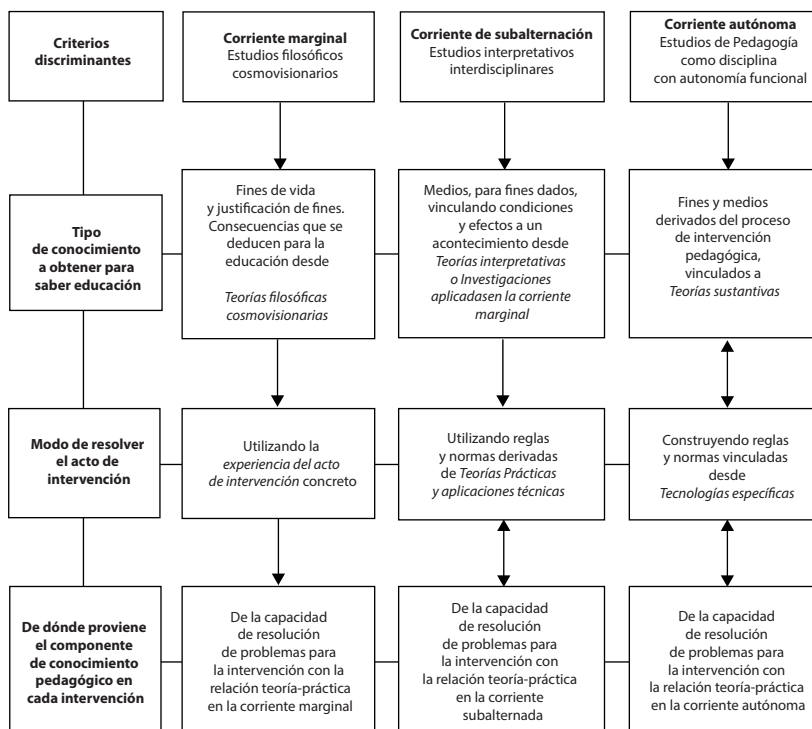 Criterios
discriminantes
Corriente marginal
Estudios filosóficos
cosmovisionarios
Corriente de subalternación
Estudios interpretativos
interdisciplinares
Corriente autónoma
Estudios de Pedagogía
como disciplina
con autonomía funcional
Tipo
de conocimiento
a obtener para
saber educación
Fines de vida
y justificación de fines.
Consecuencias que se
deducen para la
educación desde
Teorías filosóficas
cosmovisionarias
Medios, para fines dados,
vinculando condiciones
y efectos a un
acontecimiento desde
Teorías interpretativas
o Investigaciones
aplicadasen la corriente
marginal
Fines y medios
derivados del proceso
de intervención
pedagógica,
vinculados a
Teorías sustantivas
Modo de resolver
el acto de
intervención
Utilizando la
experiencia del acto
de intervención concreto
Utilizando reglas
y normas derivadas
de Teorías Prácticas
y aplicaciones técnicas
Construyendo reglas
y normas vinculadas
desde
Tecnologías específicas
De dónde proviene
el componente
de conocimiento
pedagógico en
cada intervención
De la capacidad
de resolución
de problemas para
la intervención con la
relación teoría-práctica
en la corriente marginal
De la capacidad
de resolución
de problemas para
la intervención con
la relación teoría-práctica
en la corriente
subalternada
De la capacidad
de resolución
de problemas para
la intervención con
la relación teoría-práctica
en la corriente autónoma